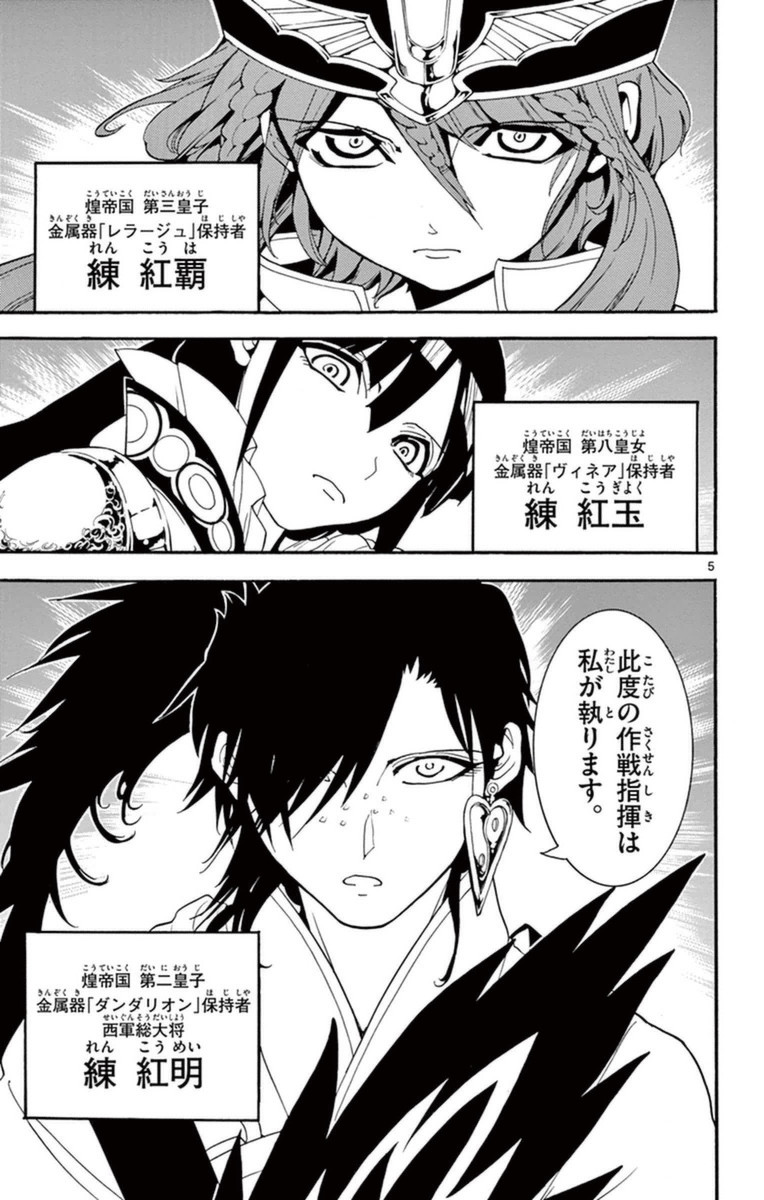 煌帝国 第三皇子
金属器「レラージュ」保持者
練 紅覇
煌帝国 第八皇女
金属器「ヴィネア」保持者
練 紅玉
5
此度の作戦指揮は
私が執ります。
煌帝国 第二皇子
金属器「ダンダリオン」保持者
西軍総大将
練 紅明